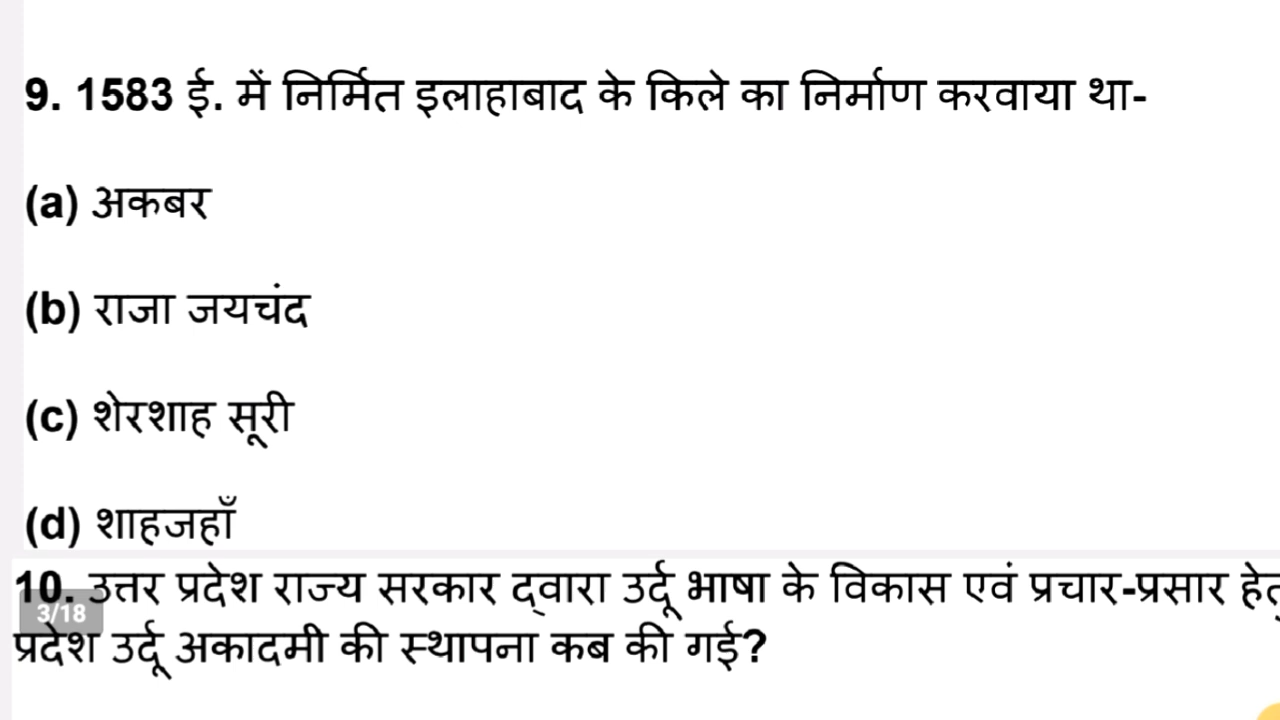 9. 1583 ई. में निर्मित इलाहाबाद के किले का निर्माण करवाया था-
(a) अकबर
(b) राजा जयचंद
(c) शेरशाह सूरी
(d) शाहजहाँ
10. उत्तर प्रदेश राज्य सरकार द्वारा उर्दू भाषा के विकास एवं प्रचार-प्रसार हेतु
3/18
प्रदेश उर्दू अकादमी की स्थापना कब की गई?